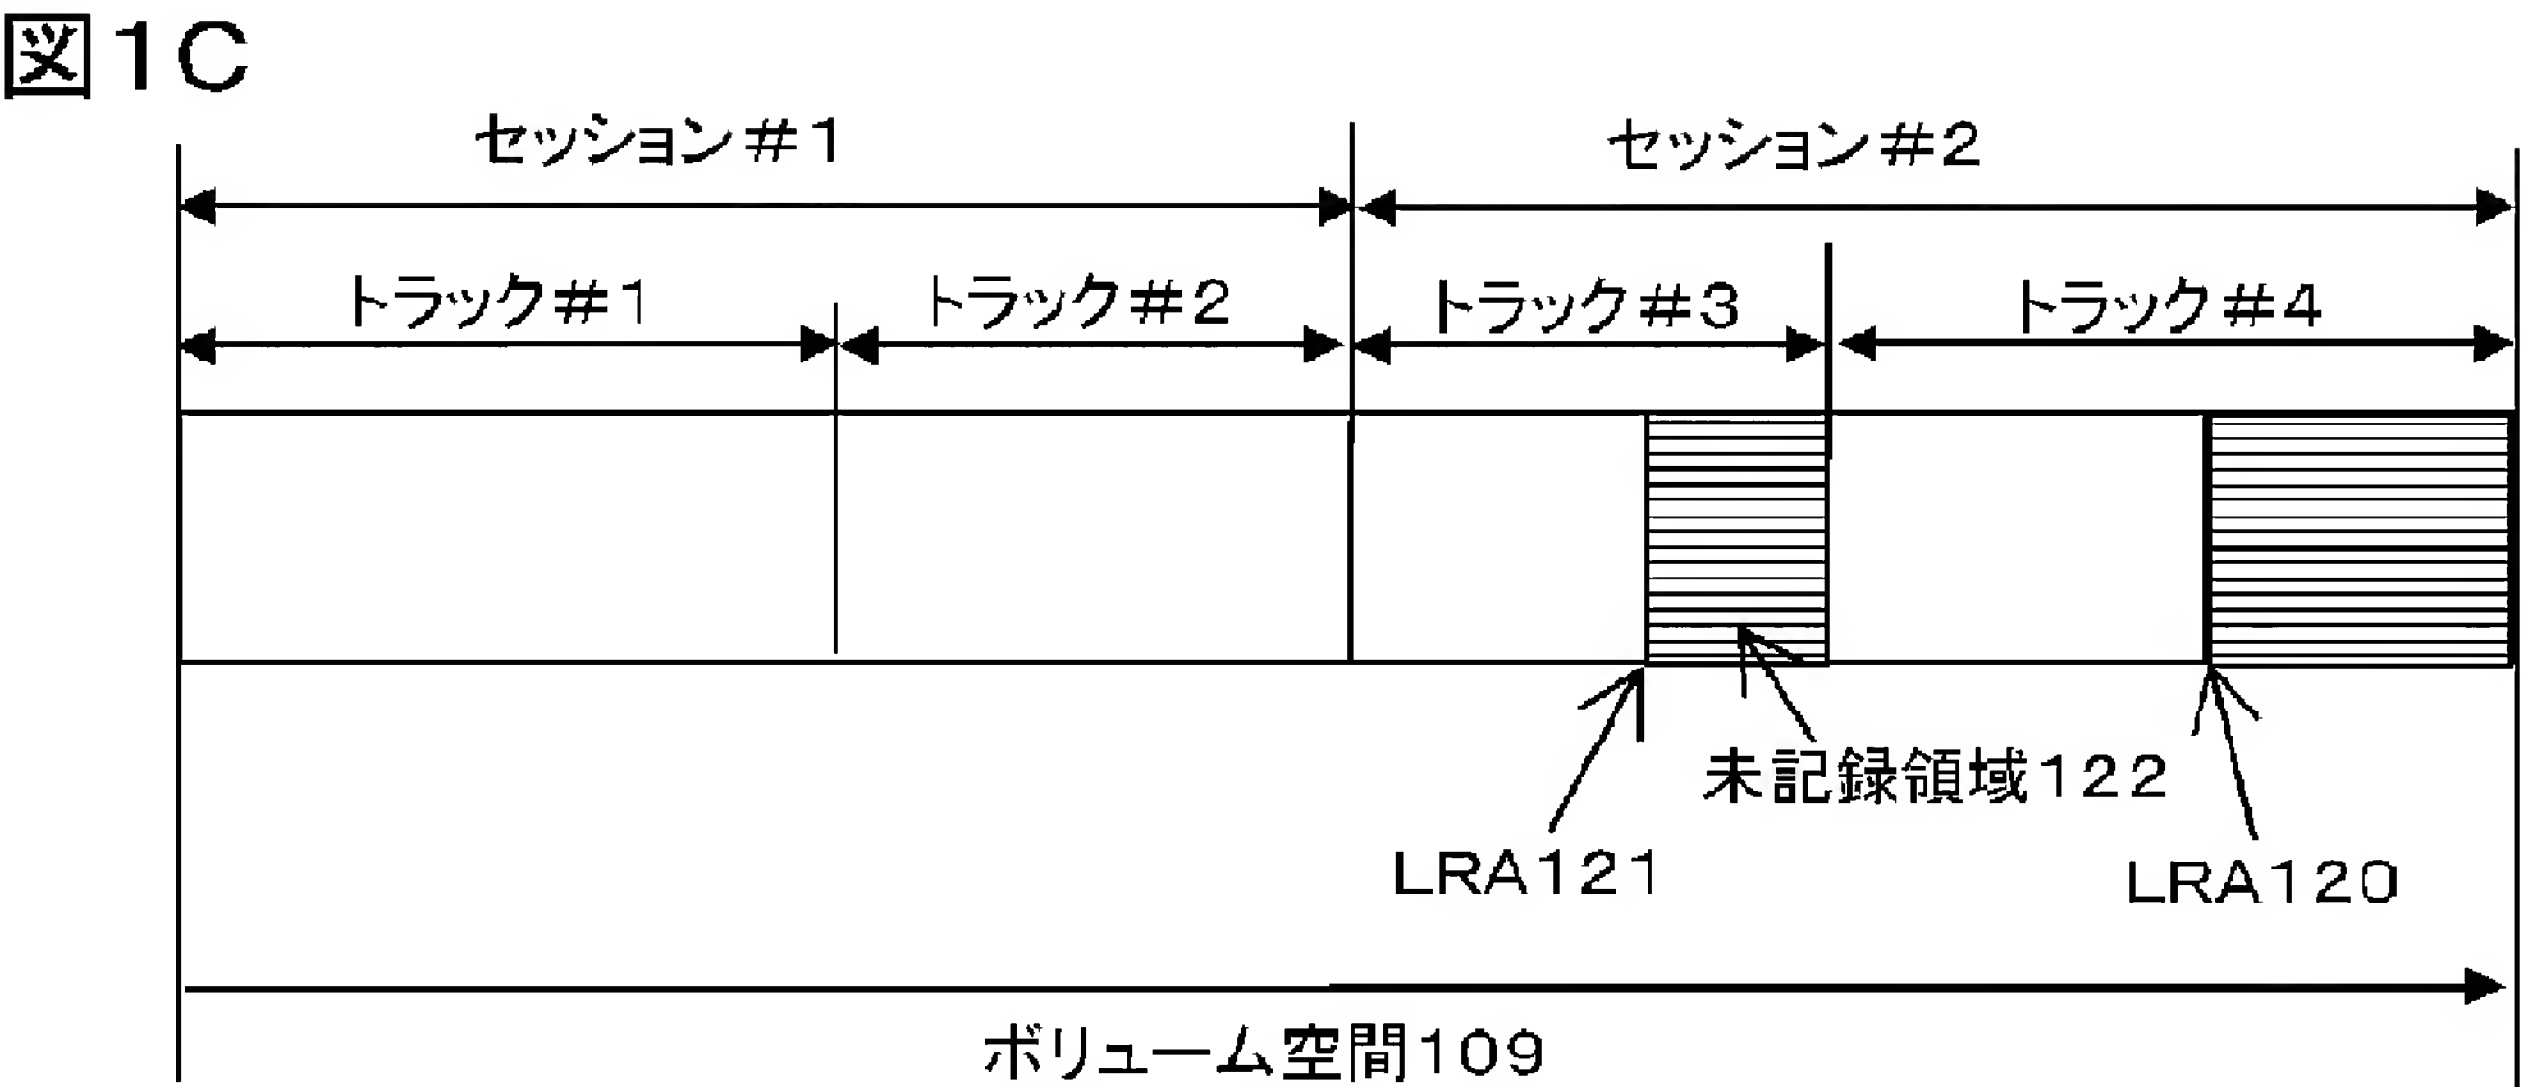 図1C
セッション#1
セッション#2
トラック#1
トラック#2
トラック#3
トラック#4
未記録領域122
LRA121
LRA120
ボリューム空間109